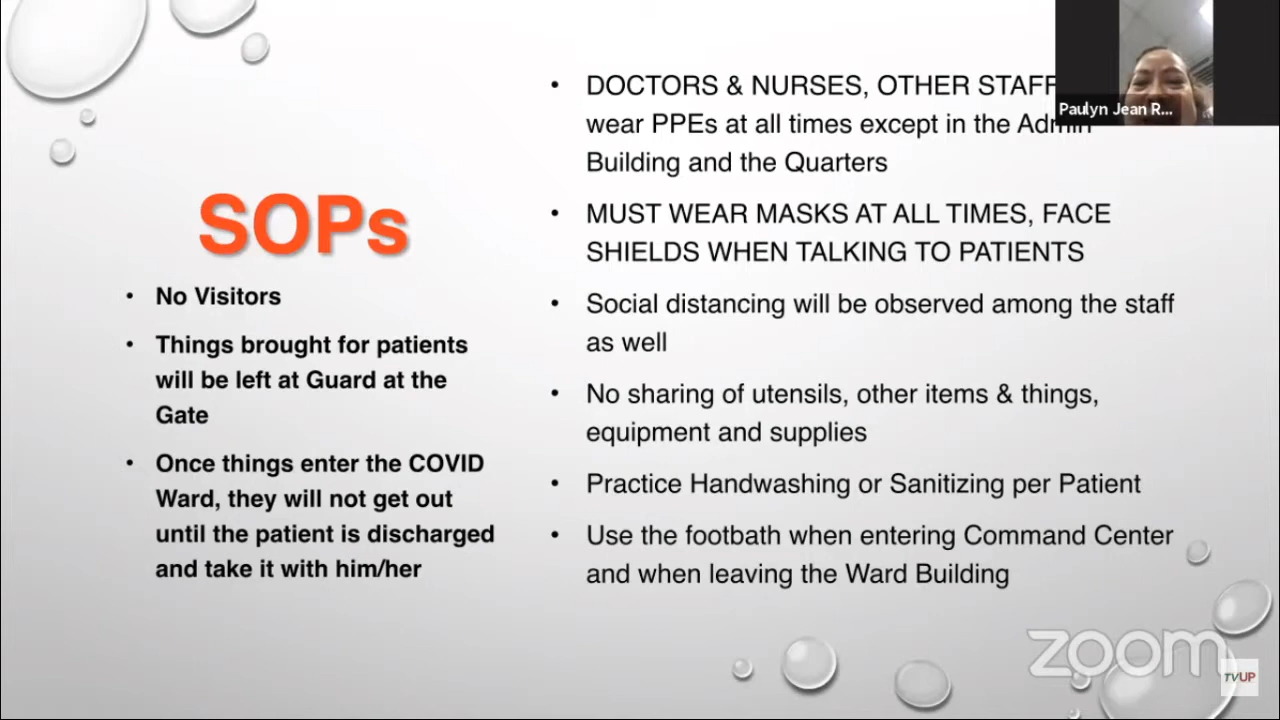 SOPs
• No Visitors
• Things brought for patients
will be left at Guard at the
Gate
• Once things enter the COVID
Ward, they will not get out
until the patient is discharged
and take it with him/her
• DOCTORS & NURSES, OTHER STAFF
wear PPEs at all times except in the Admin
Building and the Quarters
• MUST WEAR MASKS AT ALL TIMES, FACE
SHIELDS WHEN TALKING TO PATIENTS
• Social distancing will be observed among the staff
as well
• No sharing of utensils, other items & things,
equipment and supplies
• Practice Handwashing or Sanitizing per Patient
• Use the footbath when entering Command Center
and when leaving the Ward Building
Paulyn Jean R...
zoom
TVUP